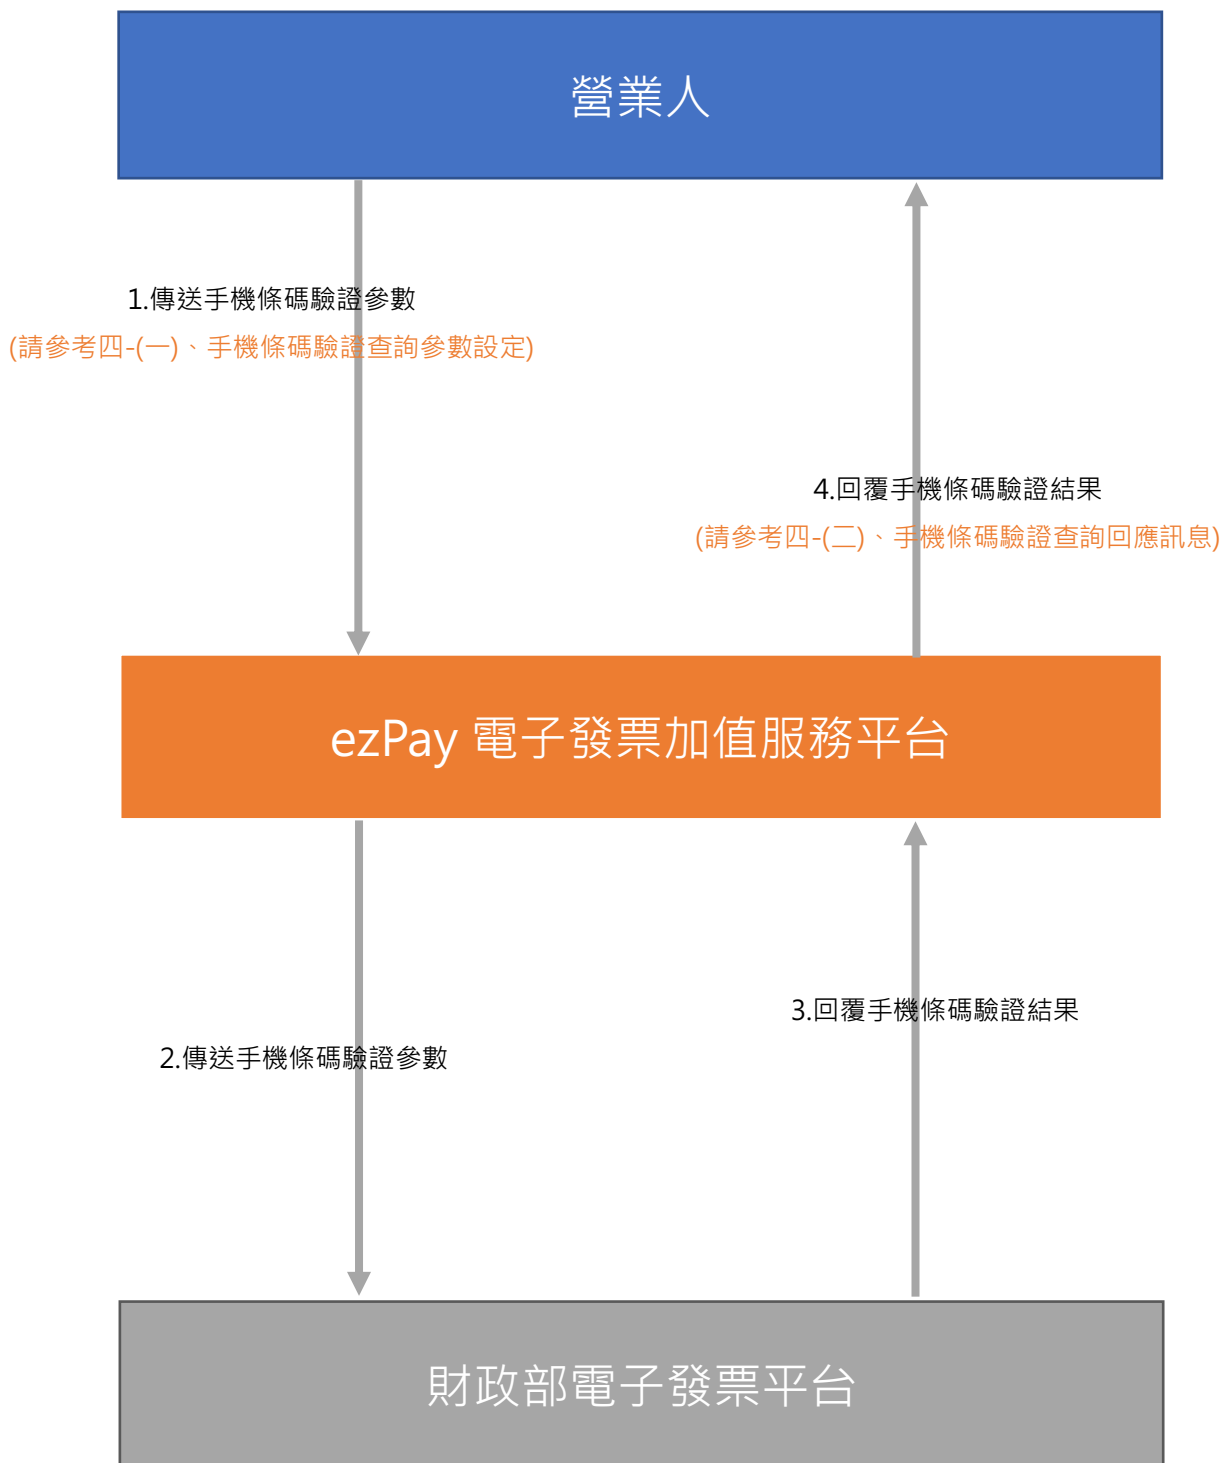 營業人
1.傳送手機條碼驗證參數
(請參考四-(一)、手機條碼驗證查詢參數設定)
4.回覆手機條碼驗證結果
(請參考四-(二)、手機條碼驗證查詢回應訊息)
ezPay 電子發票加值服務平台
3.回覆手機條碼驗證結果
2.傳送手機條碼驗證參數
財政部電子發票平台